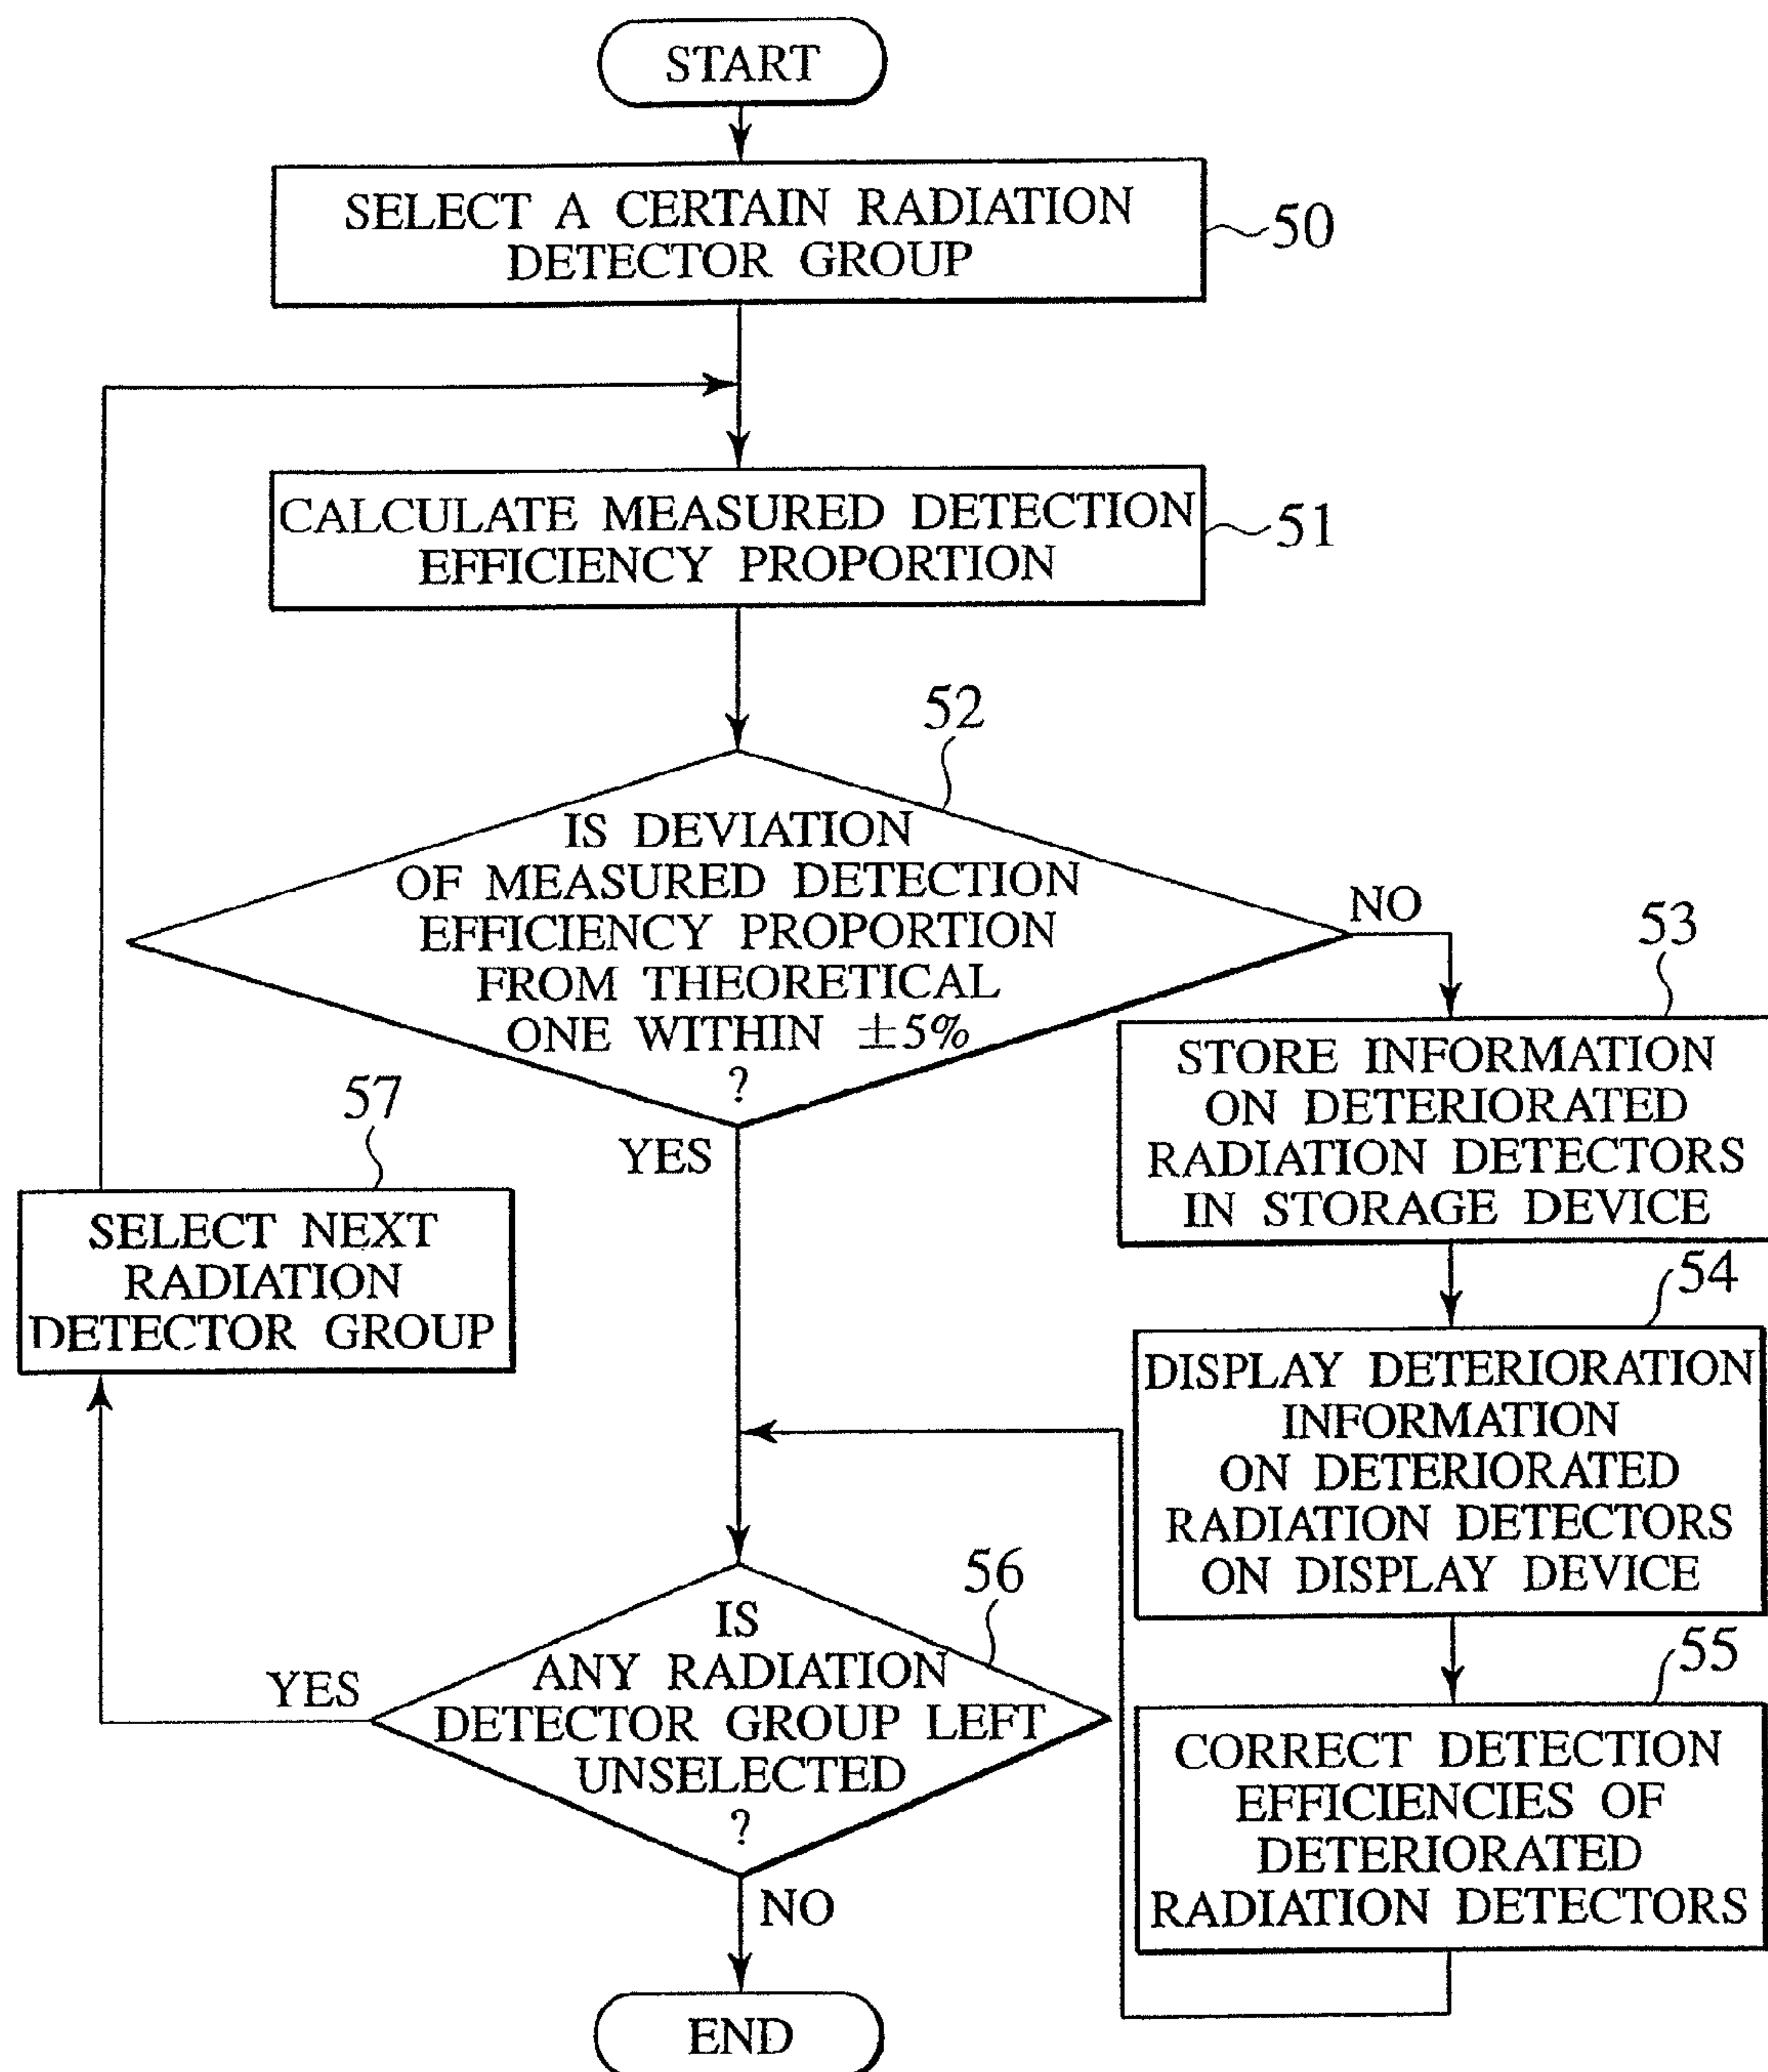 START
SELECT A CERTAIN RADIATION
DETECTOR GROUP
50
CALCULATE MEASURED DETECTION
EFFICIENCY PROPORTION
51
52
IS DEVIATION
OF MEASURED DETECTION
EFFICIENCY PROPORTION
FROM THEORETICAL
ONE WITHIN ±5%
?
NO
YES
53
STORE INFORMATION
ON DETERIORATED
RADIATION DETECTORS
IN STORAGE DEVICE
57
SELECT NEXT
RADIATION
DETECTOR GROUP
54
DISPLAY DETERIORATION
INFORMATION
ON DETERIORATED
RADIATION DETECTORS
ON DISPLAY DEVICE
55
CORRECT DETECTION
EFFICIENCIES OF
DETERIORATED
RADIATION DETECTORS
56
IS
ANY RADIATION
DETECTOR GROUP LEFT
UNSELECTED
?
YES
NO
END